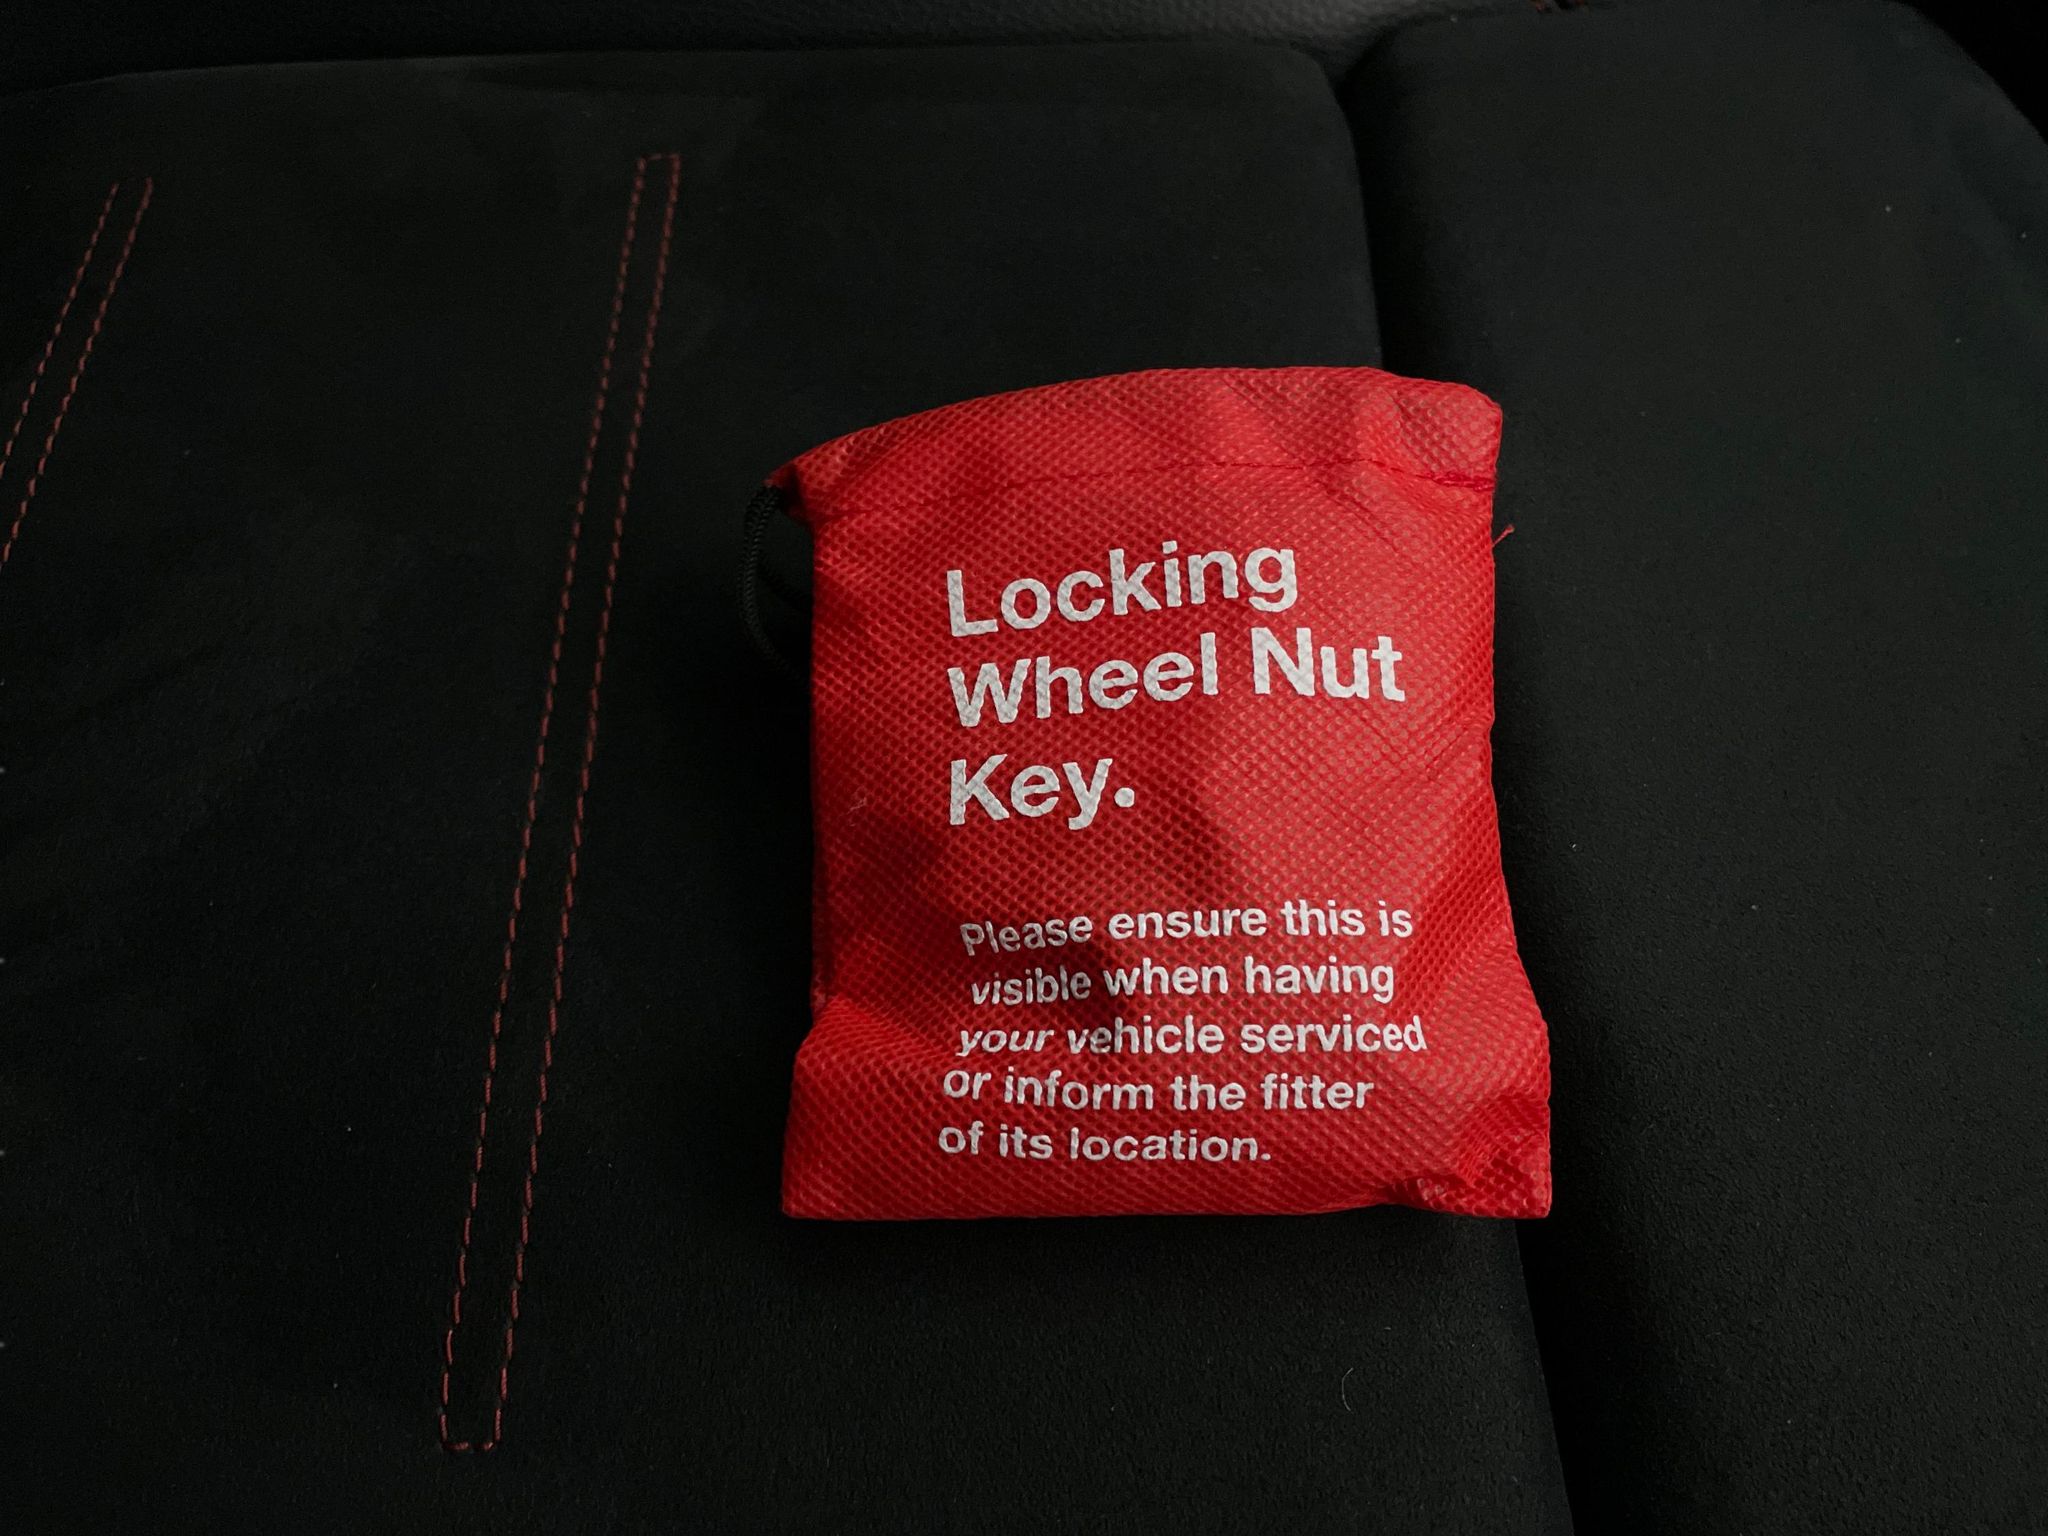 Locking
Wheel Nut
Key.
Please ensure this is
visible when having
your vehicle serviced
or inform the fitter
of its location.